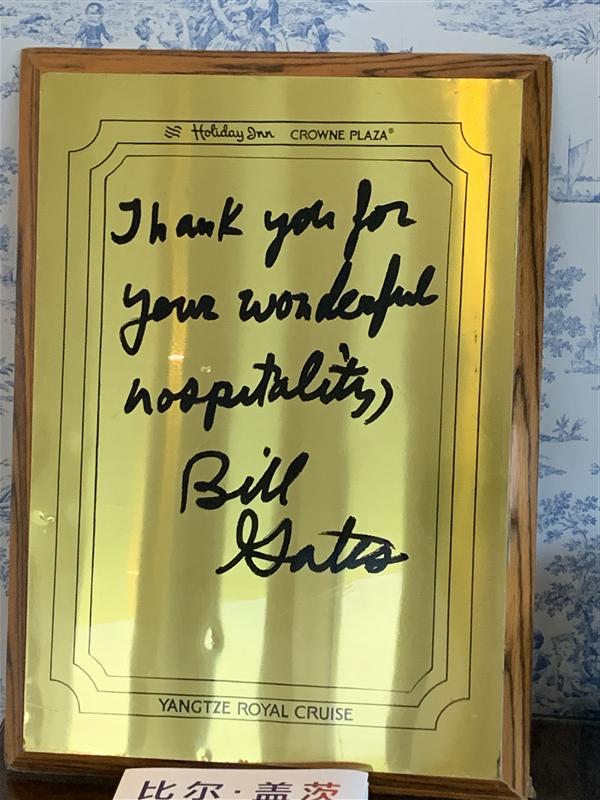 Holiday Inn CROWNE PLAZA®
Thank you for
your wonderful
hospitality,
Bill
Gates
YANGTZE ROYAL CRUISE
比尔·盖茨